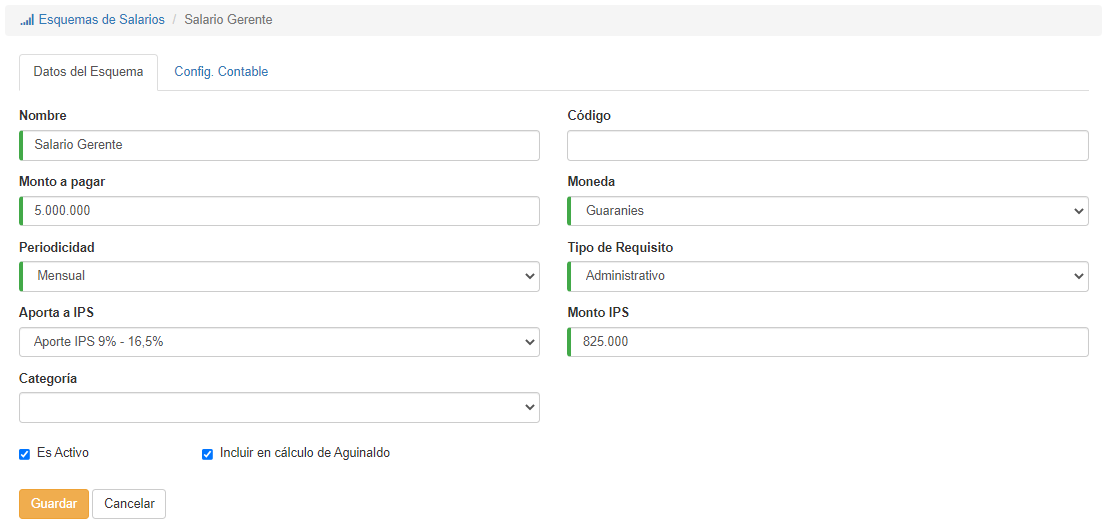 Esquemas de Salarios / Salario Gerente
Datos del Esquema Config. Contable
Nombre Código
Salario Gerente
Monto a pagar Moneda
5.000.000 Guaranies
Periodicidad Tipo de Requisito
Mensual Administrativo
Aporta a IPS Monto IPS
Aporte IPS 9% - 16,5% 825.000
Categoría
Es Activo Incluir en cálculo de Aguinaldo
Guardar Cancelar